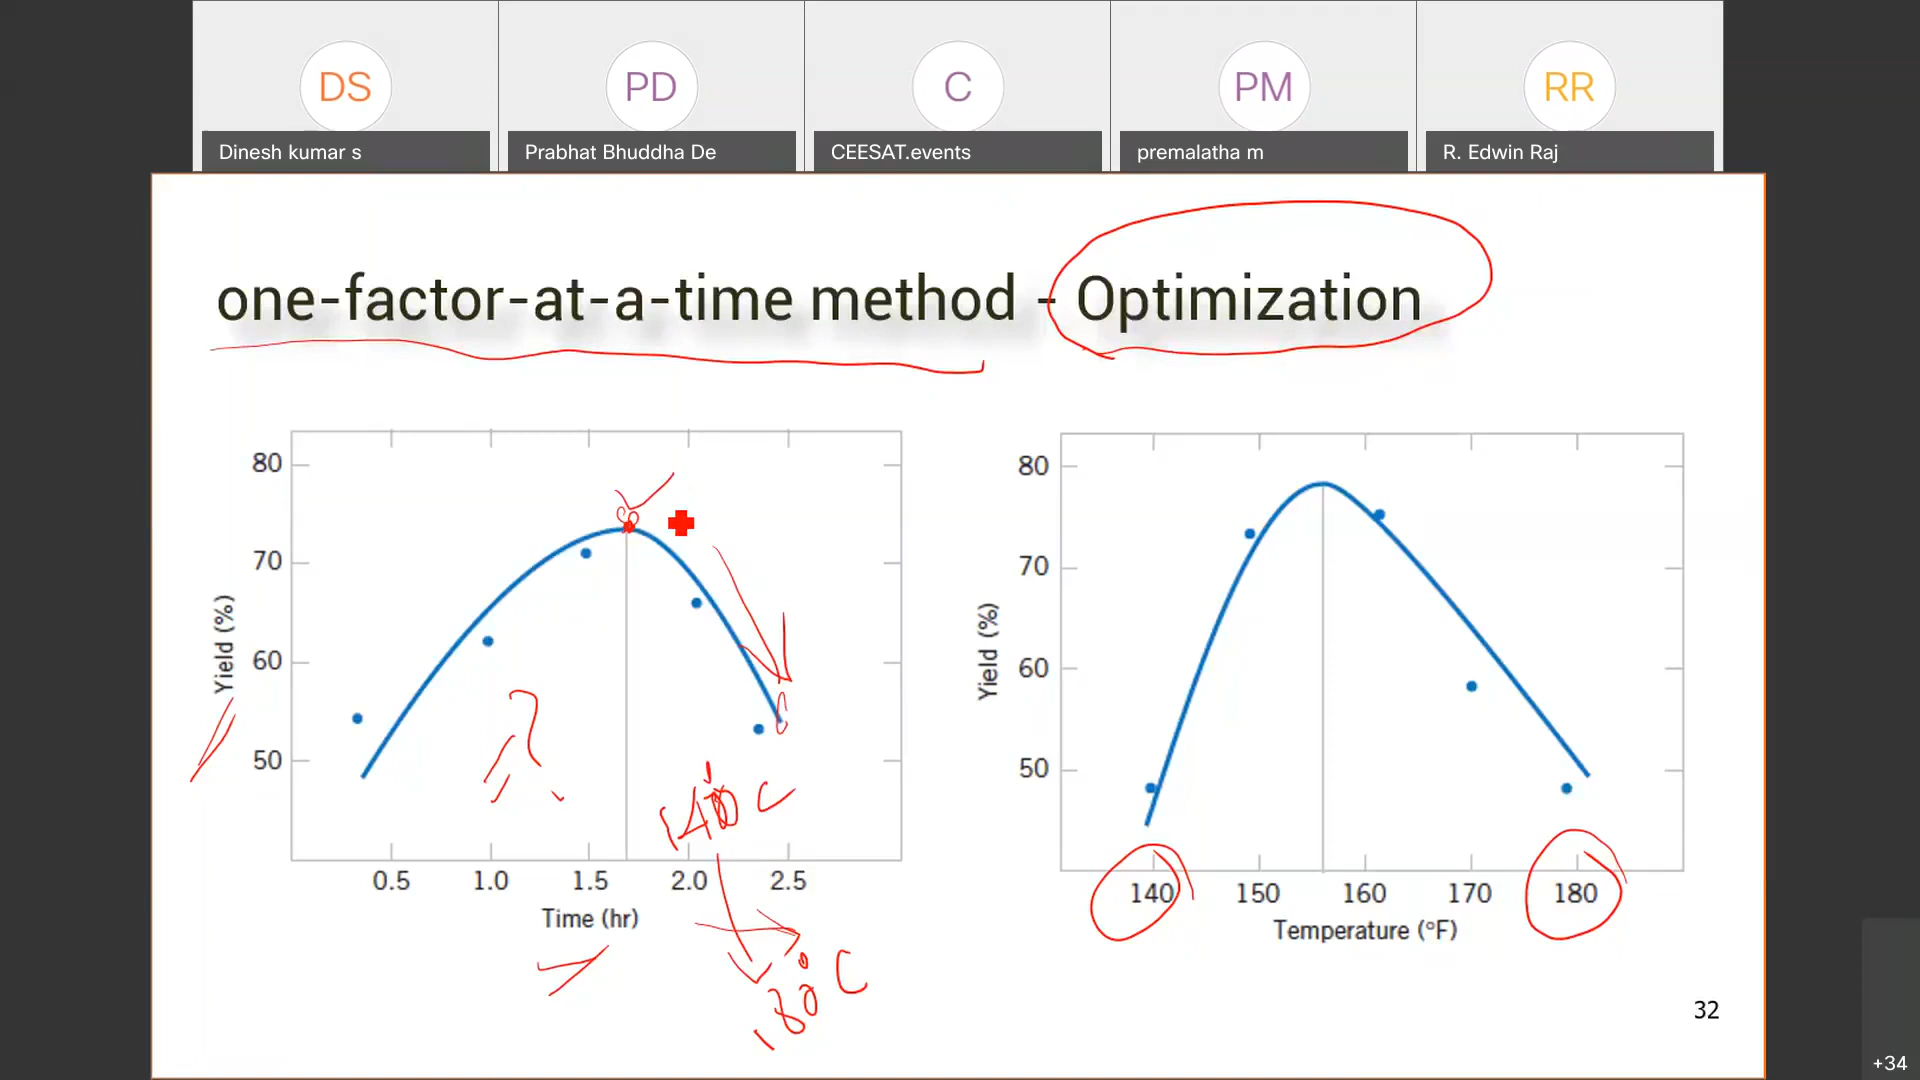 DS PD C PM RR
Dinesh kumar s Prabhat Bhuddha De CEESAT.events premalatha m R. Edwin Raj
one-factor-at-a-time method - Optimization
80
70
60
50
Yield (%)
0.5 1.0 1.5 2.0 2.5
Time (hr)
?
140 C
180 C
80
70
60
50
Yield (%)
140 150 160 170 180
Temperature (°F)
32
+34